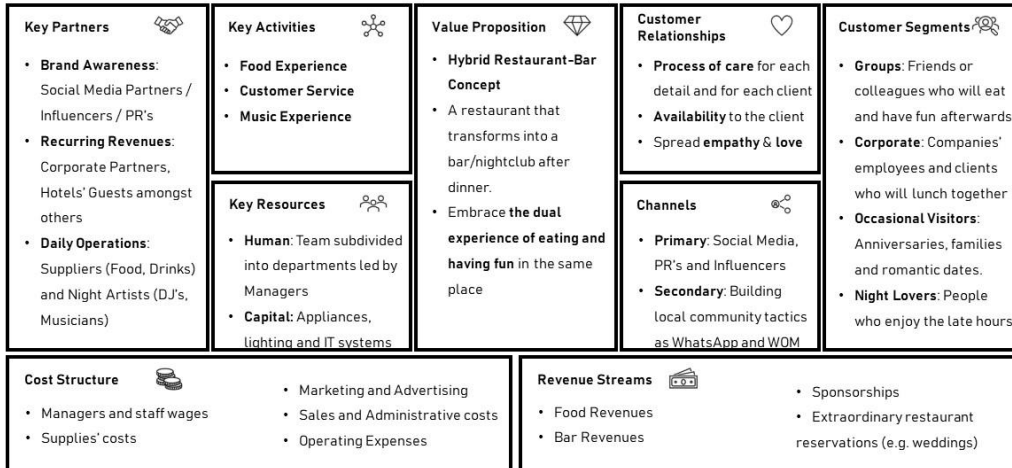 Key Partners
• Brand Awareness:
Social Media Partners /
Influencers / PR's
• Recurring Revenues:
Corporate Partners,
Hotels' Guests amongst
others
• Daily Operations:
Suppliers (Food, Drinks)
and Night Artists (DJ's,
Musicians)
Key Activities
• Food Experience
• Customer Service
• Music Experience
Key Resources
• Human: Team subdivided
into departments led by
Managers
• Capital: Appliances,
lighting and IT systems
Value Proposition
• Hybrid Restaurant-Bar
Concept
• A restaurant that
transforms into a
bar/nightclub after
dinner.
• Embrace the dual
experience of eating and
having fun in the same
place
Customer
Relationships
• Process of care for each
detail and for each client
• Availability to the client
• Spread empathy & love
Channels
• Primary: Social Media,
PR's and Influencers
• Secondary: Building
local community tactics
as WhatsApp and WOM
Customer Segments
• Groups: Friends or
colleagues who will eat
and have fun afterwards
• Corporate: Companies'
employees and clients
who will lunch together
• Occasional Visitors:
Anniversaries, families
and romantic dates.
• Night Lovers: People
who enjoy the late hours
Cost Structure
• Managers and staff wages
• Supplies' costs
• Marketing and Advertising
• Sales and Administrative costs
• Operating Expenses
Revenue Streams
• Food Revenues
• Bar Revenues
• Sponsorships
• Extraordinary restaurant
reservations (e.g. weddings)